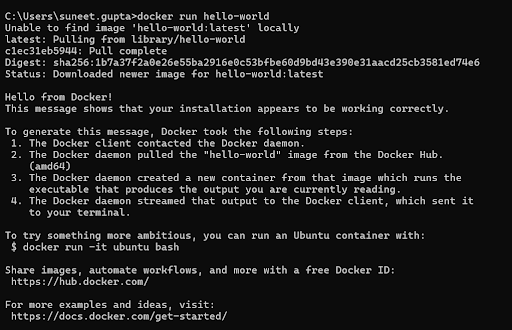 C:\Users\suneet.gupta>docker run hello-world
Unable to find image 'hello-world:latest' locally
latest: Pulling from library/hello-world
c1ec31eb5944: Pull complete
Digest: sha256:1b7a37f2a0e26e55ba2916e0c53bfbe60d9bd43e390e31aacd25cb3581ed74e6
Status: Downloaded newer image for hello-world:latest
Hello from Docker!
This message shows that your installation appears to be working correctly.
To generate this message, Docker took the following steps:
1. The Docker client contacted the Docker daemon.
2. The Docker daemon pulled the "hello-world" image from the Docker Hub.
(amd64)
3. The Docker daemon created a new container from that image which runs the
executable that produces the output you are currently reading.
4. The Docker daemon streamed that output to the Docker client, which sent it
to your terminal.
To try something more ambitious, you can run an Ubuntu container with:
$ docker run -it ubuntu bash
Share images, automate workflows, and more with a free Docker ID:
https://hub.docker.com/
For more examples and ideas, visit:
https://docs.docker.com/get-started/